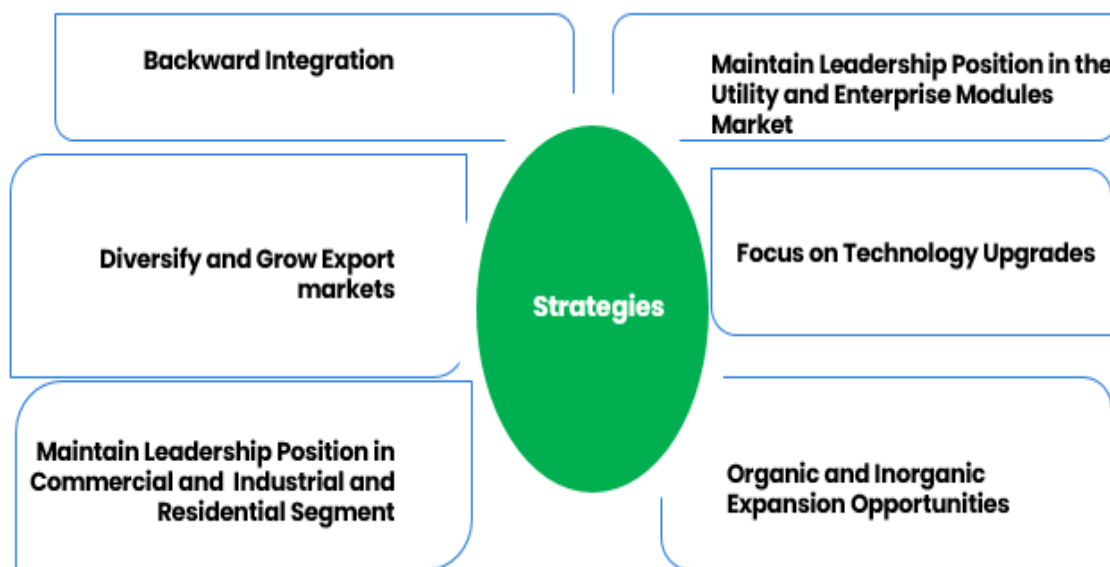 Backward Integration
Maintain Leadership Position in the
Utility and Enterprise Modules
Market
Diversify and Grow Export
markets
Strategies
Focus on Technology Upgrades
Maintain Leadership Position in
Commercial and  Industrial and
Residential Segment
Organic and Inorganic
Expansion Opportunities